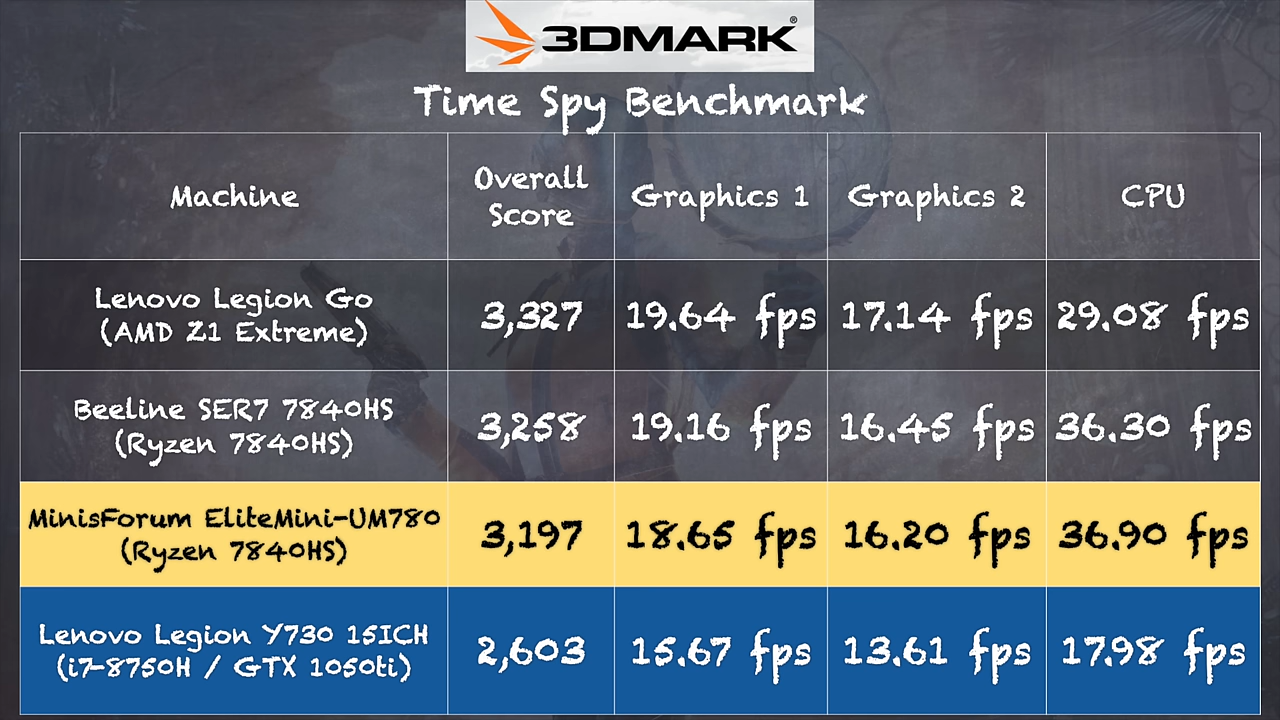 3DMARK®
Time Spy Benchmark
Machine
Overall
Score
Graphics 1
Graphics 2
CPU
Lenovo Legion Go
(AMD Z1 Extreme)
3,327
19.64 fps
17.14 fps
29.08 fps
Beeline SER7 7840HS
(Ryzen 7840HS)
3,258
19.16 fps
16.45 fps
36.30 fps
MinisForum EliteMini-UM780
(Ryzen 7840HS)
3,197
18.65 fps
16.20 fps
36.90 fps
Lenovo Legion Y730 15ICH
(i7-8750H / GTX 1050ti)
2,603
15.67 fps
13.61 fps
17.98 fps